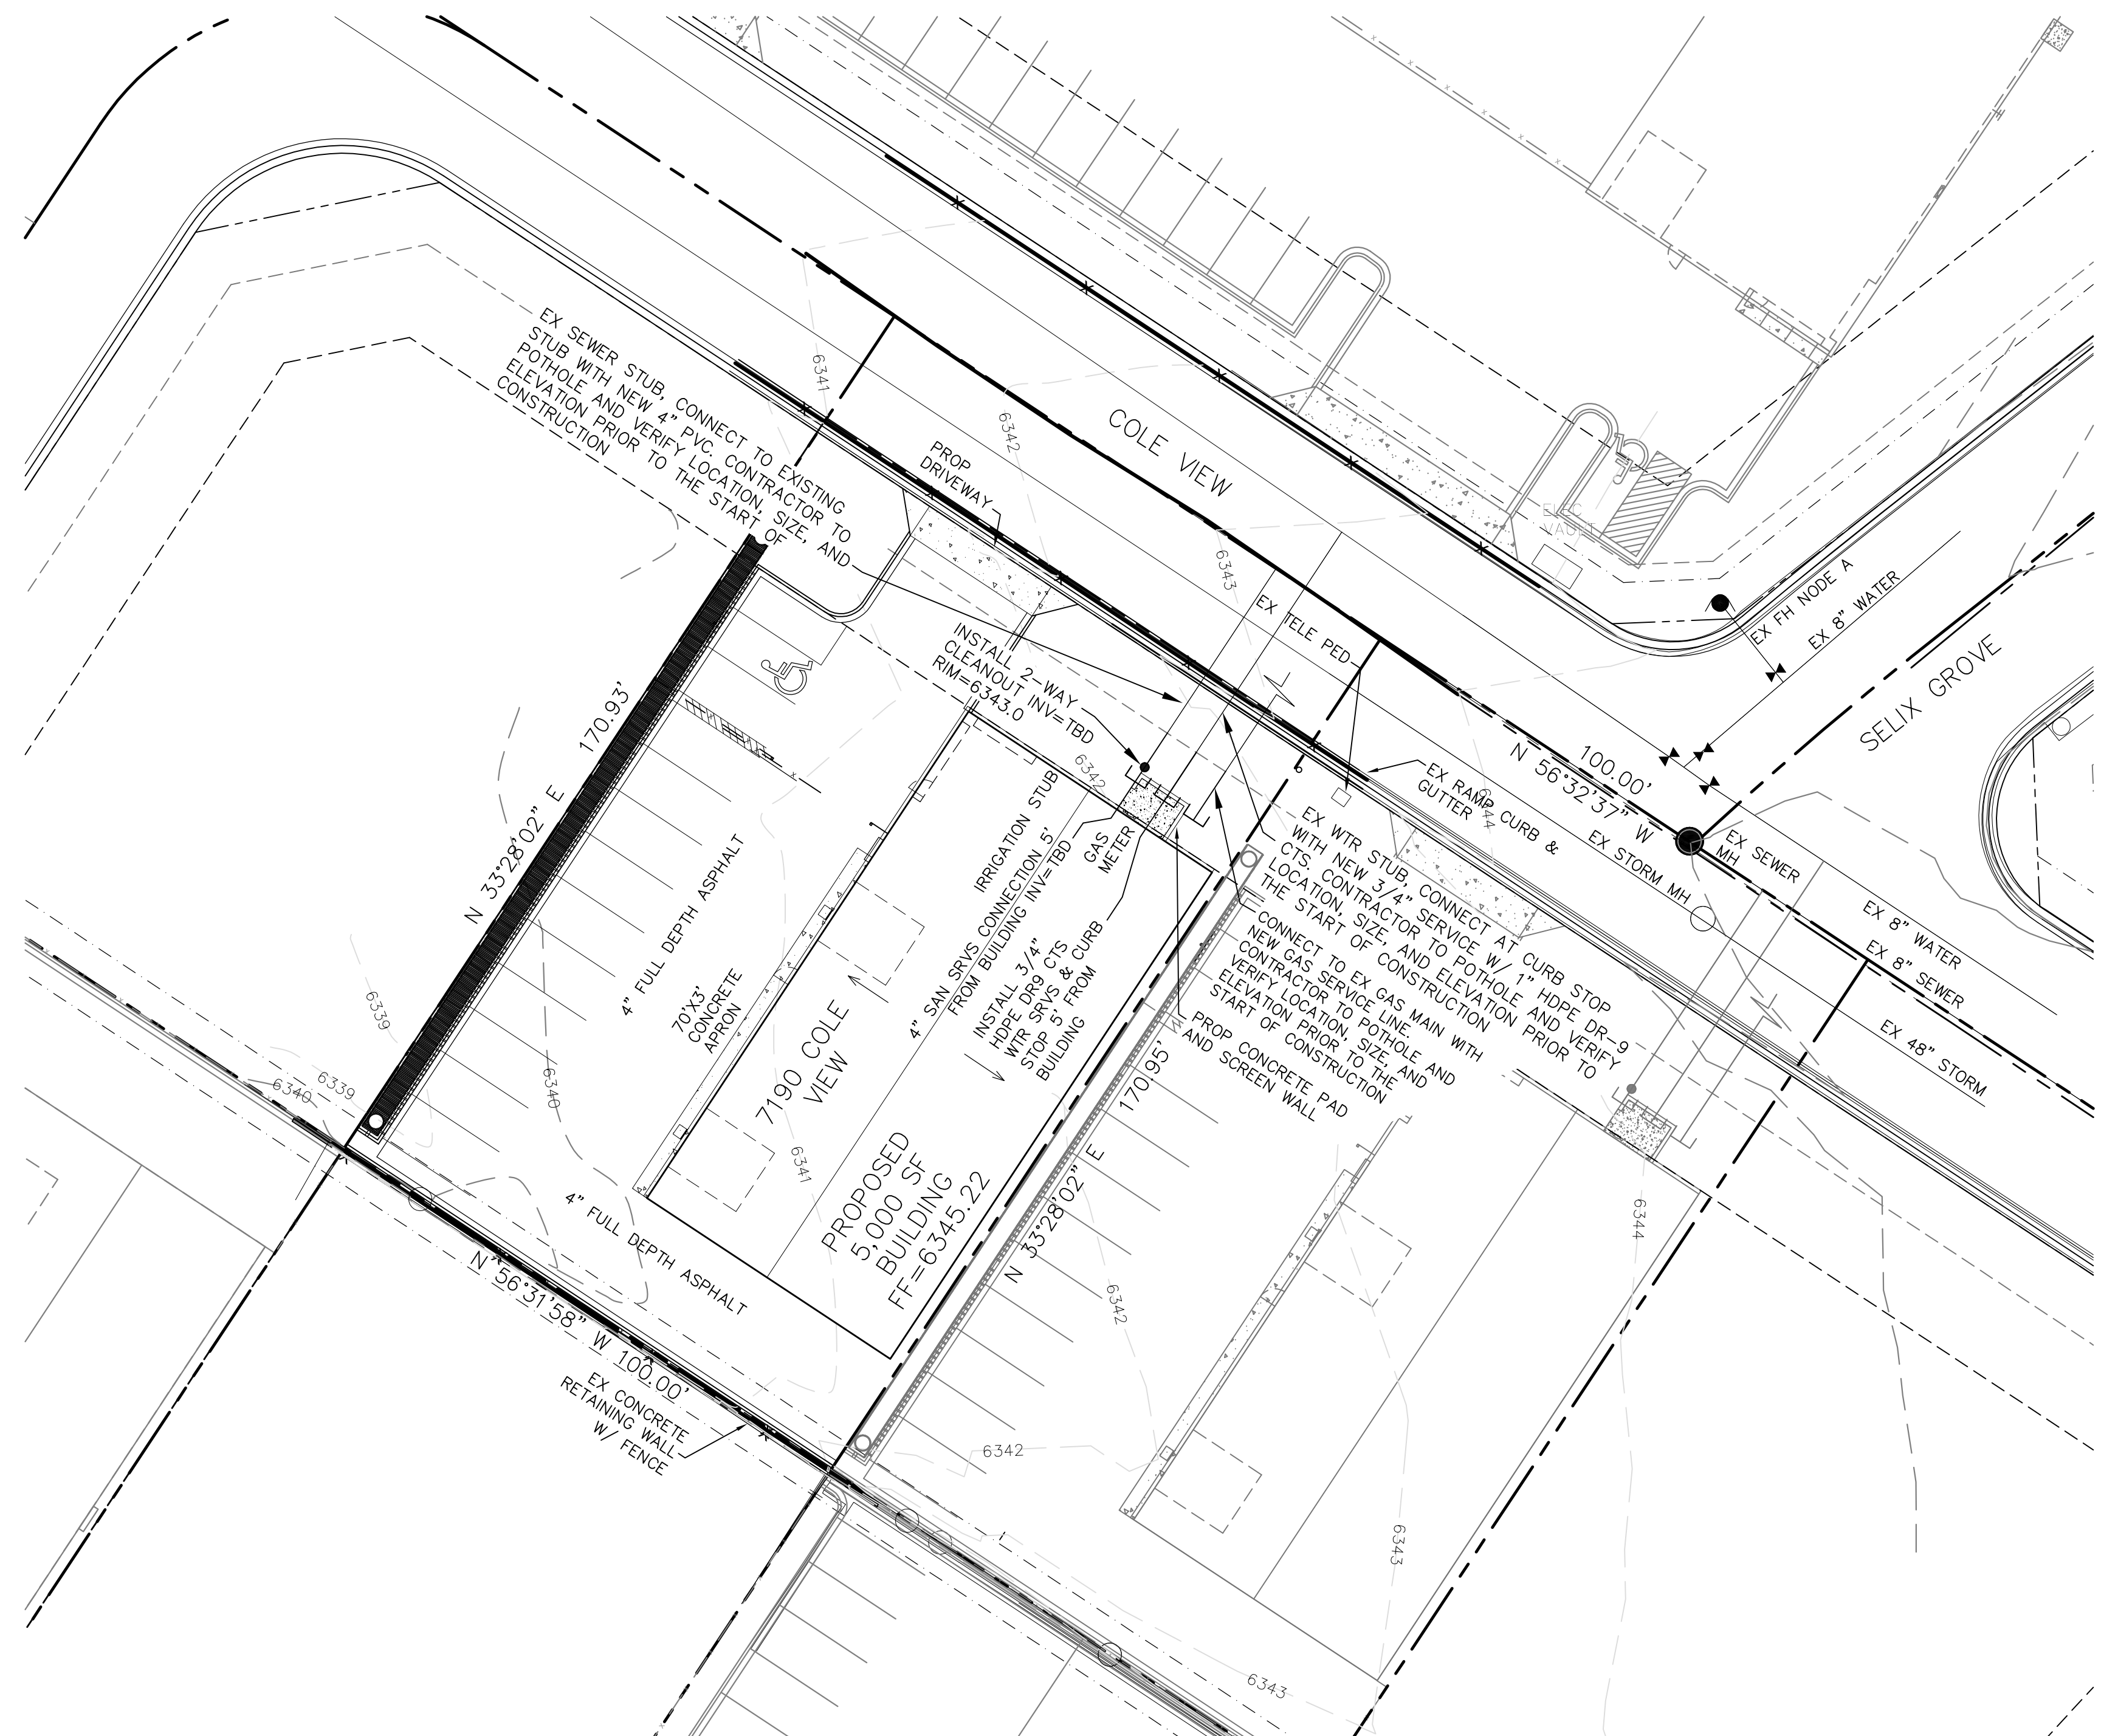 EX SEWER STUB, CONNECT TO EXISTING
STUB WITH NEW 4" PVC. CONTRACTOR TO
POTHOLE AND VERIFY LOCATION, SIZE, AND
ELEVATION PRIOR TO THE START OF
CONSTRUCTION
6341
PROP
DRIVEWAY
6342
COLE VIEW
6343
ELEC
VAULT
EX FH NODE A
EX 8" WATER
SELIX GROVE
EX TELE PED
INSTALL 2-WAY
CLEANOUT INV=TBD
RIM=6343.0
6342
100.00'
N 56°32'37" W
EX RAMP CURB &
GUTTER
6344
EX STORM MH
EX SEWER
MH
EX 8" WATER
EX 8" SEWER
EX 48" STORM
170.93'
N 33°28'02" E
4" FULL DEPTH ASPHALT
70'X3'
CONCRETE
APRON
7190 COLE
VIEW
IRRIGATION STUB
4" SAN SRVS CONNECTION 5'
FROM BUILDING INV=TBD
GAS
METER
INSTALL 3/4"
HDPE DR9 CTS
WTR SRVS & CURB
STOP 5' FROM
BUILDING
EX WTR STUB, CONNECT AT CURB STOP
WITH NEW 3/4" SERVICE W/ 1" HDPE DR-9
CTS. CONTRACTOR TO POTHOLE AND VERIFY
LOCATION, SIZE, AND ELEVATION PRIOR TO
THE START OF CONSTRUCTION
CONNECT TO EX GAS MAIN WITH
NEW GAS SERVICE LINE.
CONTRACTOR TO POTHOLE AND
VERIFY LOCATION, SIZE, AND
ELEVATION PRIOR TO THE
START OF CONSTRUCTION
PROP CONCRETE PAD
AND SCREEN WALL
6339
6339
6340
6340
6341
PROPOSED
5,000 SF
BUILDING
FF=6345.22
170.95'
N 33°28'02" E
4" FULL DEPTH ASPHALT
N 56°31'58" W 100.00'
EX CONCRETE
RETAINING WALL
W/ FENCE
6342
6342
6344
6343
6343